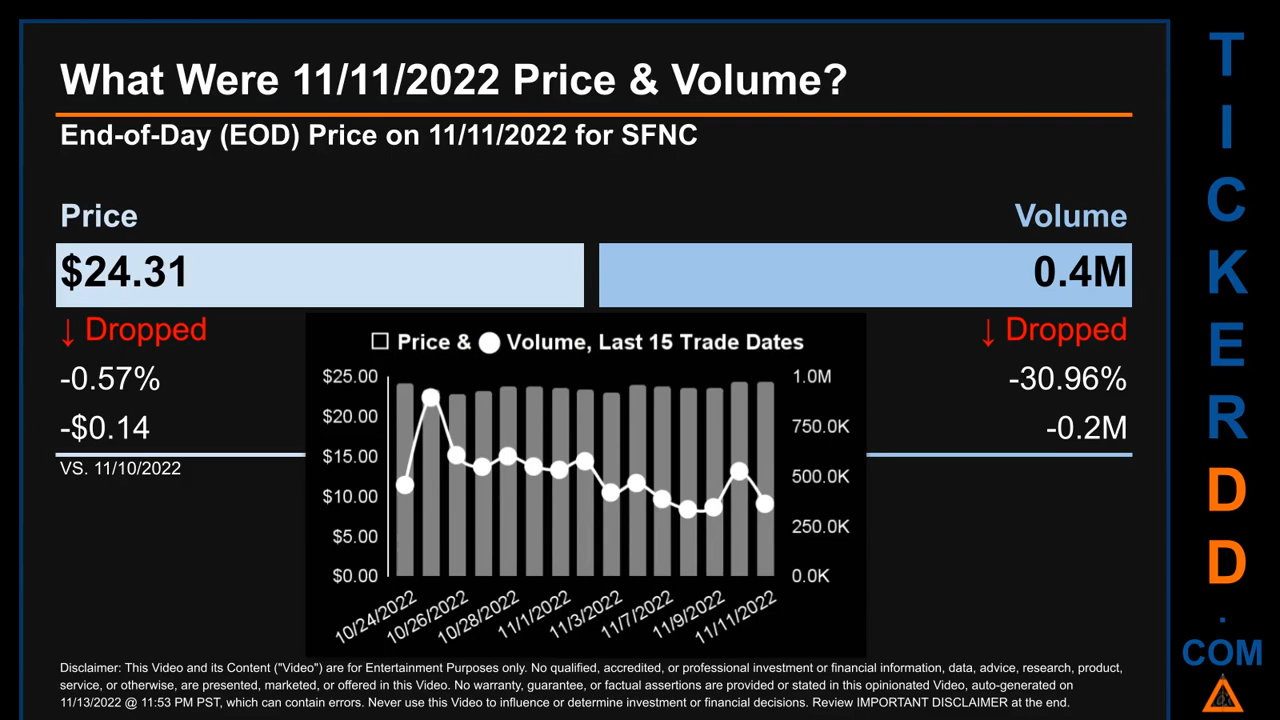 What Were 11/11/2022 Price & Volume?
End-of-Day (EOD) Price on 11/11/2022 for SFNC
Price
Volume
$24.31
0.4M
↓ Dropped
↓ Dropped
-0.57%
-30.96%
-$0.14
-0.2M
VS. 11/10/2022
Price & Volume, Last 15 Trade Dates
$25.00
$20.00
$15.00
$10.00
$5.00
$0.00
1.0M
750.0K
500.0K
250.0K
0.0K
10/24/2022
10/26/2022
10/28/2022
11/1/2022
11/3/2022
11/7/2022
11/9/2022
11/11/2022
Disclaimer: This Video and its Content ("Video") are for Entertainment Purposes only. No qualified, accredited, or professional investment or financial information, data, advice, research, product,
service, or otherwise, are presented, marketed, or offered in this Video. No warranty, guarantee, or factual assertions are provided or stated in this opinionated Video, auto-generated on
11/13/2022 @ 11:53 PM PST, which can contain errors. Never use this Video to influence or determine investment or financial decisions. Review IMPORTANT DISCLAIMER at the end.
T
I
C
K
E
R
D
D
.
COM